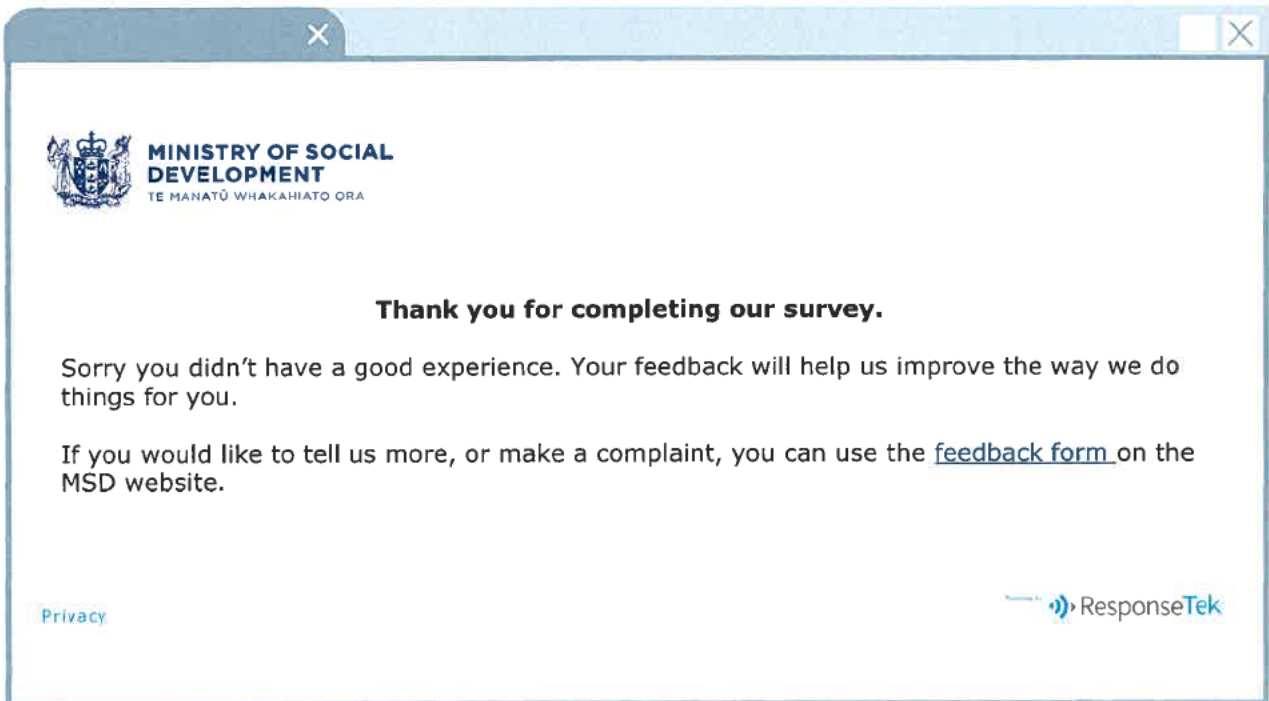 MINISTRY OF SOCIAL
DEVELOPMENT
TE MANATŪ WHAKAHIATO ORA
Thank you for completing our survey.
Sorry you didn't have a good experience. Your feedback will help us improve the way we do
things for you.
If you would like to tell us more, or make a complaint, you can use the feedback form on the
MSD website.
Privacy
ResponseTek